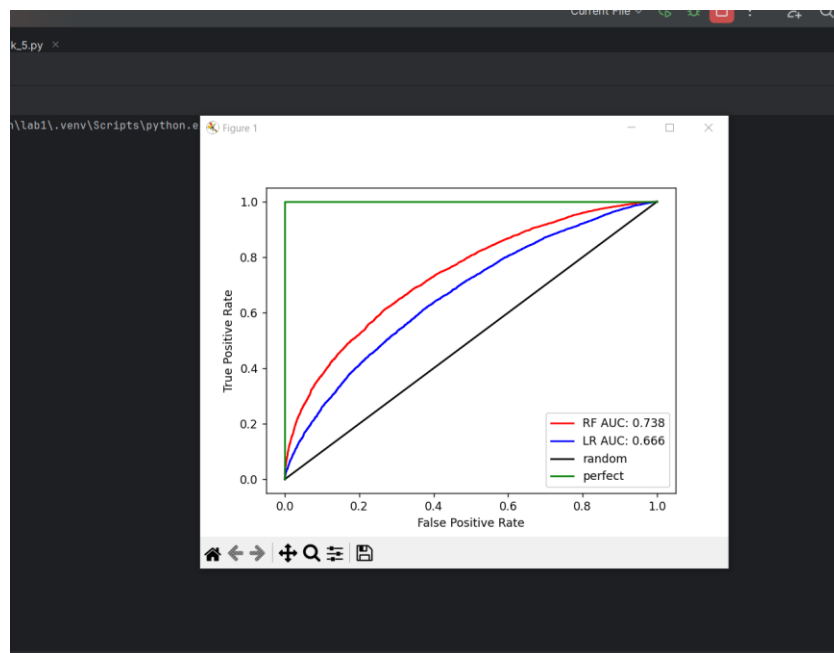 Current File
k_5.py ×
n\lab1\.venv\Scripts\python.e
Figure 1
1.0
0.8
0.6
0.4
0.2
0.0
True Positive Rate
RF AUC: 0.738
LR AUC: 0.666
random
perfect
0.0 0.2 0.4 0.6 0.8 1.0
False Positive Rate